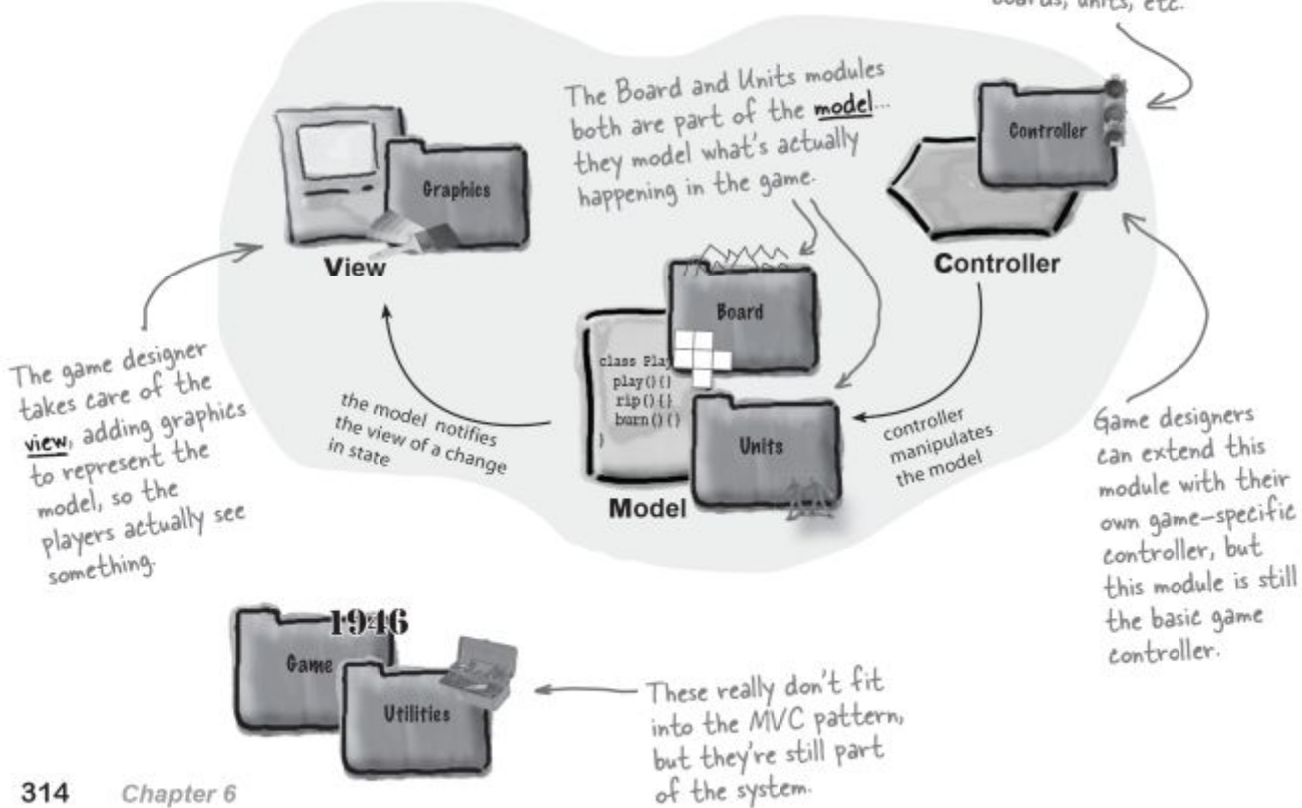 boards, units, etc.
The Board and Units modules
both are part of the model...
they model what's actually
happening in the game.
Controller
Graphics
View
Controller
Board
class Play
play(){}
rip(){}
burn(){}
}
Units
Model
The game designer
takes care of the
view, adding graphics
to represent the
model, so the
players actually see
something.
the model notifies
the view of a change
in state
controller
manipulates
the model
Game designers
can extend this
module with their
own game-specific
controller, but
this module is still
the basic game
controller.
1946
Game
Utilities
These really don't fit
into the MVC pattern,
but they're still part
of the system.
314 Chapter 6